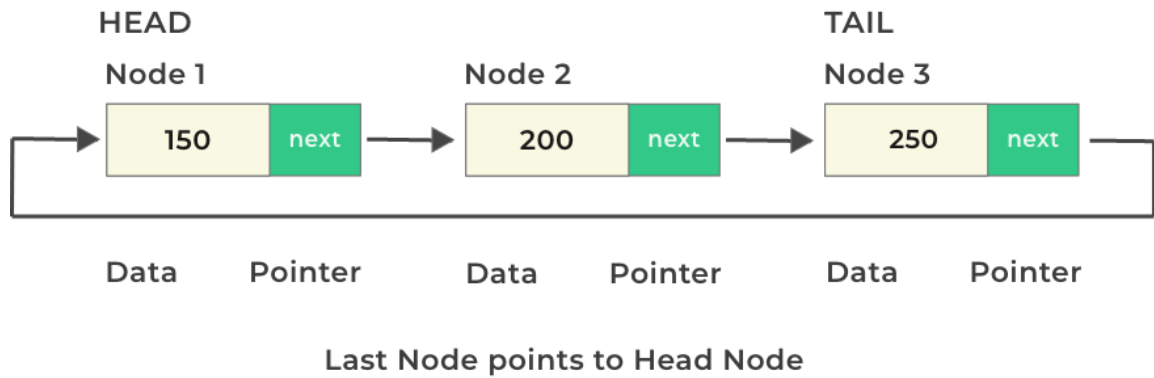 HEAD TAIL
Node 1 Node 2 Node 3
150 next 200 next 250 next
Data Pointer Data Pointer Data Pointer
Last Node points to Head Node